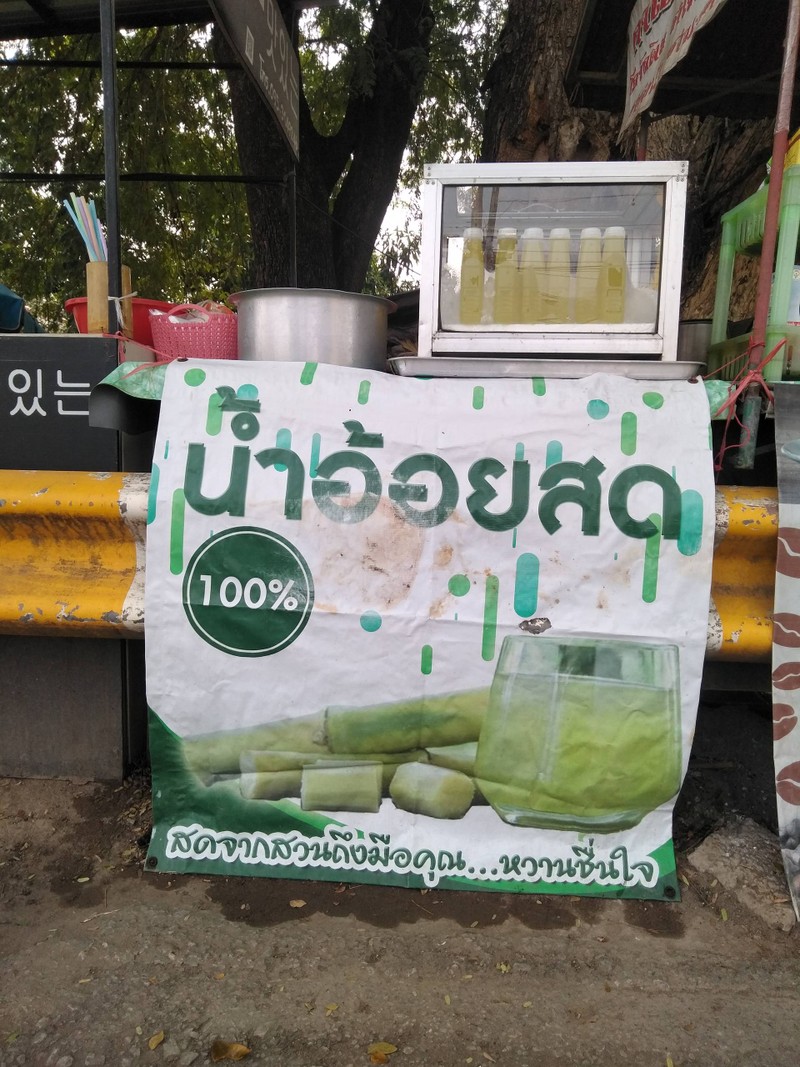 있는
น้ำอ้อยสด
100%
สดจากสวนถึงมือคุณ...หวานชื่นใจ